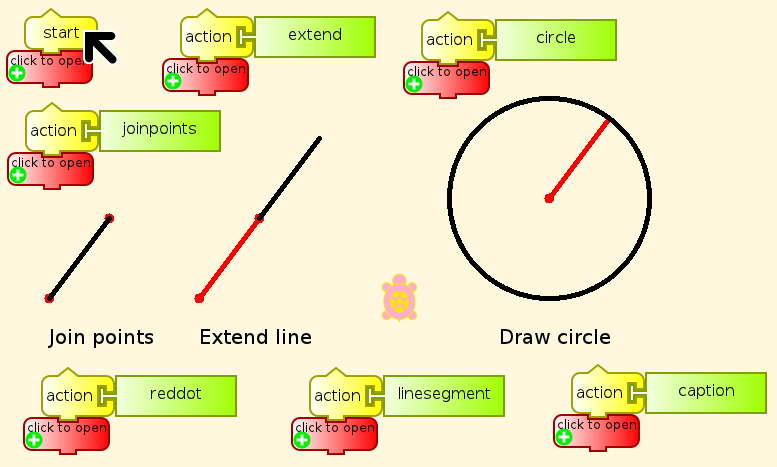 start
click to open
action extend
click to open
action circle
click to open
action joinpoints
click to open
Join points
Extend line
Draw circle
action reddot
click to open
action linesegment
click to open
action caption
click to open